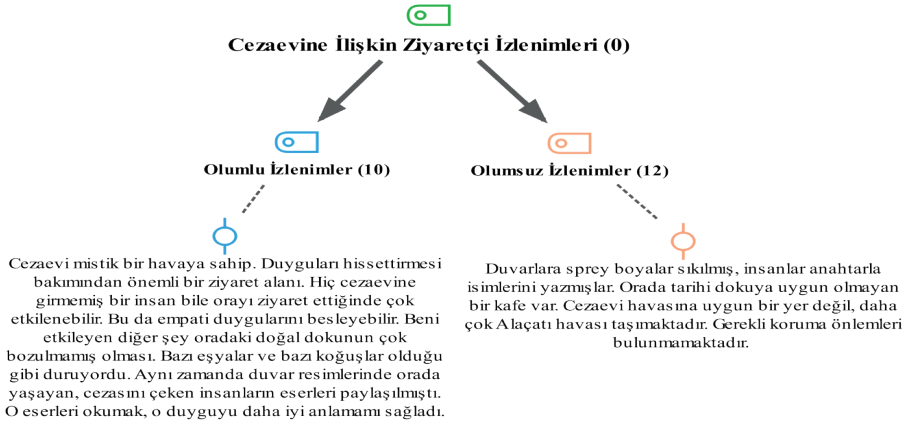 Cezaevine İlişkin Ziyaretçi İzlenimleri (0)
Olumlu İzlenimler (10)
Olumsuz İzlenimler (12)
Cezaevi mistik bir havaya sahip. Duyguları hissettirmesi
bakımından önemli bir ziyaret alanı. Hiç cezaevine
girmemiş bir insan bile orayı ziyaret ettiğinde çok
etkilenebilir. Bu da empati duygularını besleyebilir. Beni
etkileyen diğer şey oradaki doğal dokunun çok
bozulmamış olması. Bazı eşyalar ve bazı koğuşlar olduğu
gibi duruyordu. Aynı zamanda duvar resimlerinde orada
yaşayan, cezasını çeken insanların eserleri paylaşılmıştı.
O eserleri okumak, o duyguyu daha iyi anlamamı sağladı.
Duvarlara sprey boyalar sıkılmış, insanlar anahtarla
isimlerini yazmışlar. Orada tarihi dokuya uygun olmayan
bir kafe var. Cezaevi havasına uygun bir yer değil, daha
çok Alaçatı havası taşımaktadır. Gerekli koruma önlemleri
bulunmamaktadır.